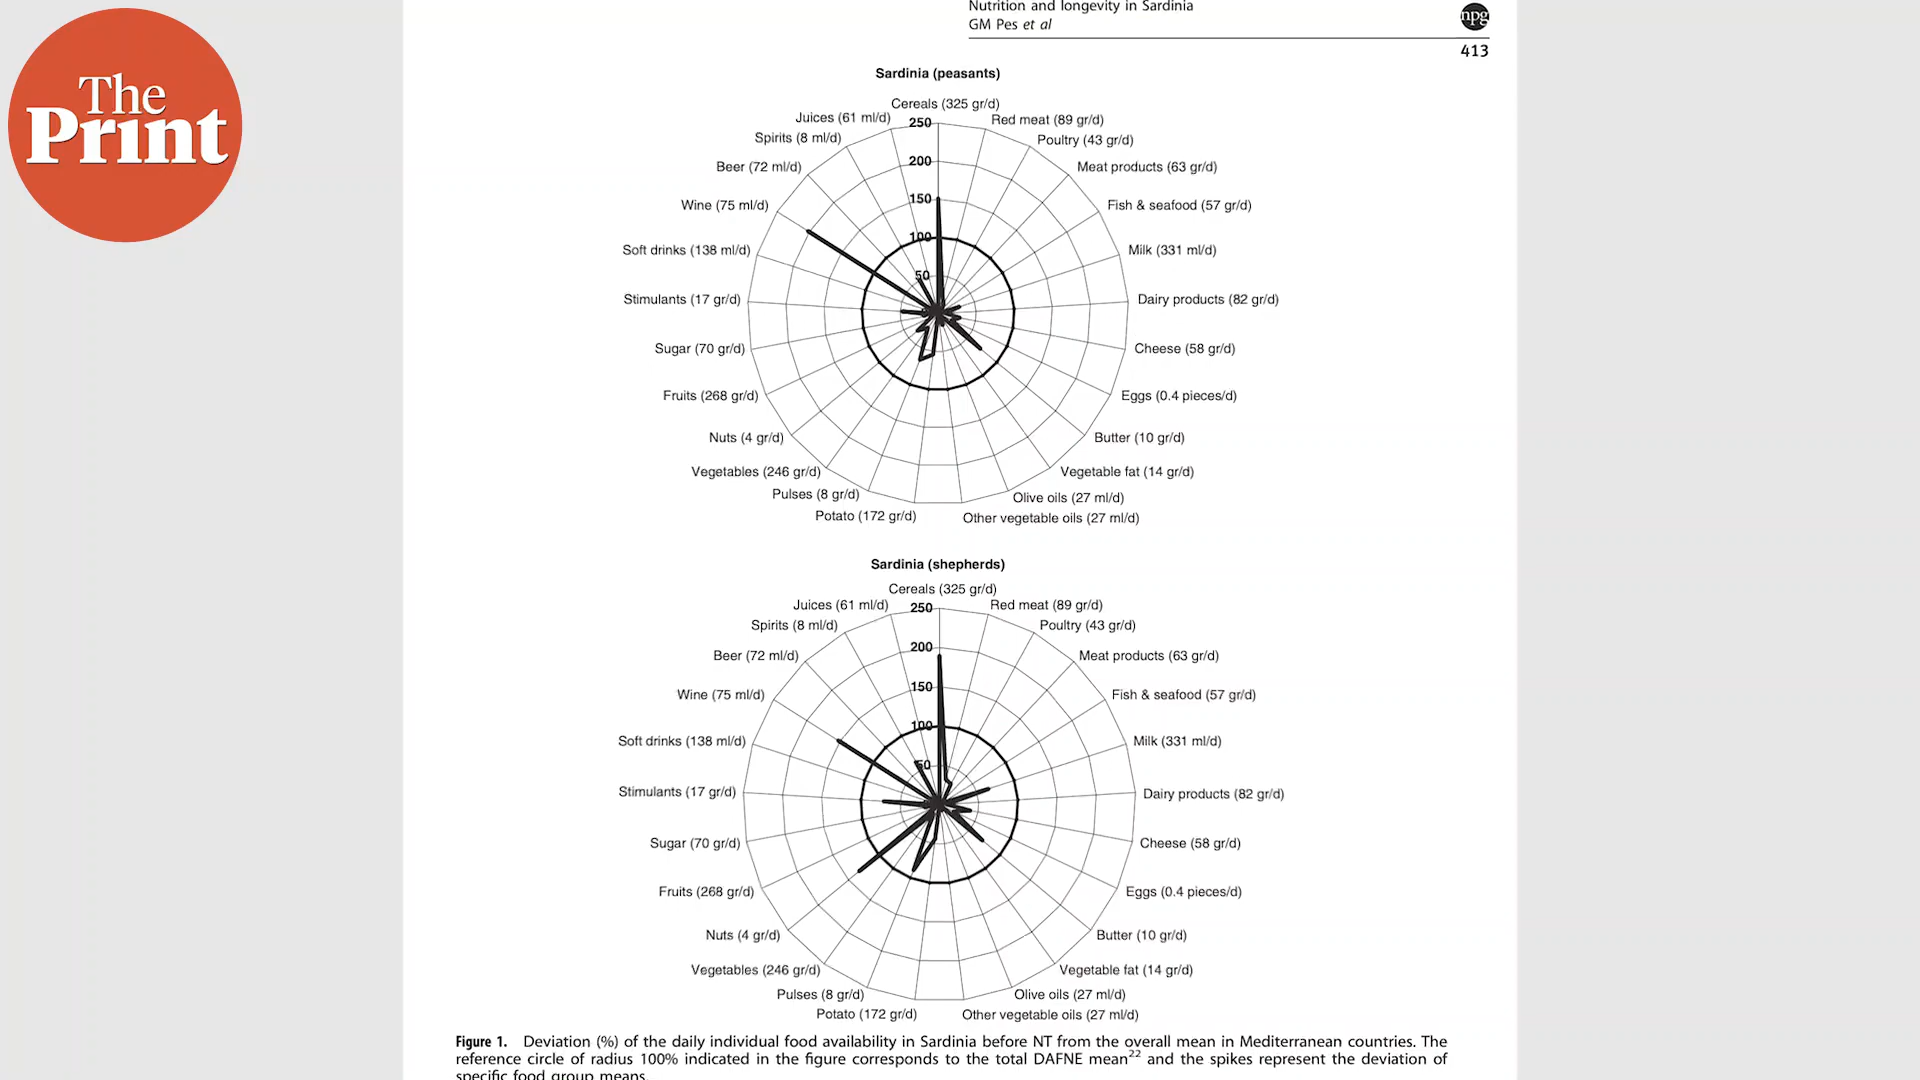 The
Print
Nutrition and longevity in Sardinia
GM Pes et al
npg
413
Sardinia (peasants)
Cereals (325 gr/d)
Juices (61 ml/d)
250
Red meat (89 gr/d)
Spirits (8 ml/d)
Poultry (43 gr/d)
Beer (72 ml/d)
200
Meat products (63 gr/d)
Wine (75 ml/d)
150
Fish & seafood (57 gr/d)
100
Soft drinks (138 ml/d)
Milk (331 ml/d)
50
Stimulants (17 gr/d)
Dairy products (82 gr/d)
Sugar (70 gr/d)
Cheese (58 gr/d)
Fruits (268 gr/d)
Eggs (0.4 pieces/d)
Nuts (4 gr/d)
Butter (10 gr/d)
Vegetables (246 gr/d)
Vegetable fat (14 gr/d)
Pulses (8 gr/d)
Olive oils (27 ml/d)
Potato (172 gr/d)
Other vegetable oils (27 ml/d)
Sardinia (shepherds)
Cereals (325 gr/d)
Juices (61 ml/d)
250
Red meat (89 gr/d)
Spirits (8 ml/d)
Poultry (43 gr/d)
200
Beer (72 ml/d)
Meat products (63 gr/d)
150
Wine (75 ml/d)
Fish & seafood (57 gr/d)
100
Soft drinks (138 ml/d)
Milk (331 ml/d)
50
Stimulants (17 gr/d)
Dairy products (82 gr/d)
Sugar (70 gr/d)
Cheese (58 gr/d)
Fruits (268 gr/d)
Eggs (0.4 pieces/d)
Nuts (4 gr/d)
Butter (10 gr/d)
Vegetables (246 gr/d)
Vegetable fat (14 gr/d)
Pulses (8 gr/d)
Olive oils (27 ml/d)
Potato (172 gr/d)
Other vegetable oils (27 ml/d)
Figure 1. Deviation (%) of the daily individual food availability in Sardinia before NT from the overall mean in Mediterranean countries. The
reference circle of radius 100% indicated in the figure corresponds to the total DAFNE mean22 and the spikes represent the deviation of
specific food group means.